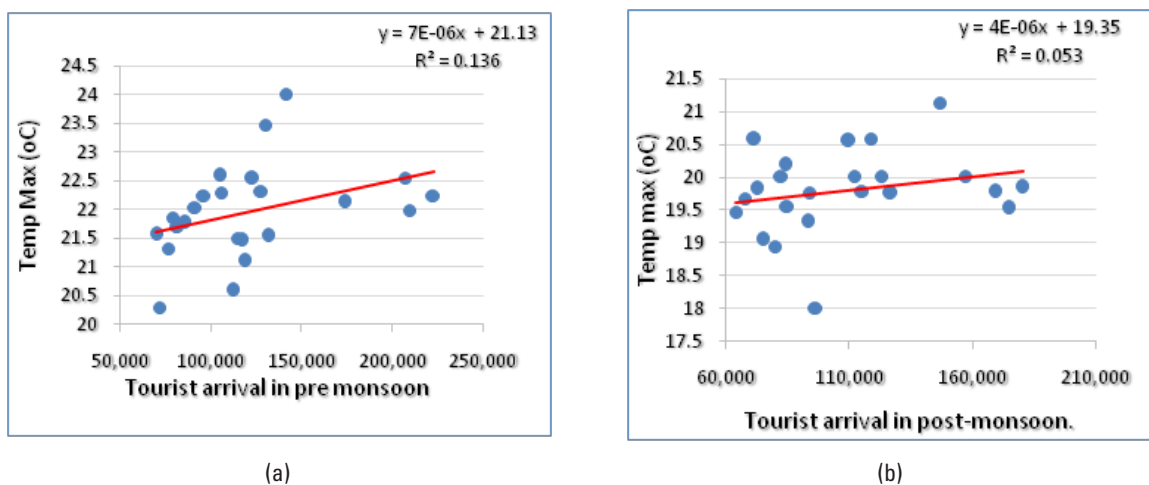 y = 7E-06x + 21.13
R² = 0.136
24.5
24
23.5
23
22.5
22
21.5
21
20.5
20
Temp Max (oC)
50,000 100,000 150,000 200,000 250,000
Tourist arrival in pre monsoon
(a)
y = 4E-06x + 19.35
R² = 0.053
21.5
21
20.5
20
19.5
19
18.5
18
17.5
Temp max (oC)
60,000 110,000 160,000 210,000
Tourist arrival in post-monsoon.
(b)